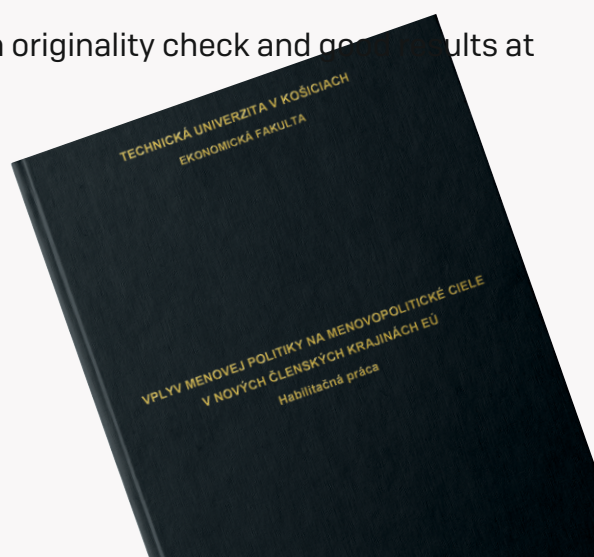 originality check and
ults at
TECHNICKÁ UNIVERZITA V KOŠICIACH
EKONOMICKÁ FAKULTA
VPLYV MENOVEJ POLITIKY NA MENOVOPOLITICKÉ CIELE
V NOVÝCH ČLENSKÝCH KRAJINÁCH EÚ
Habilitačná práca